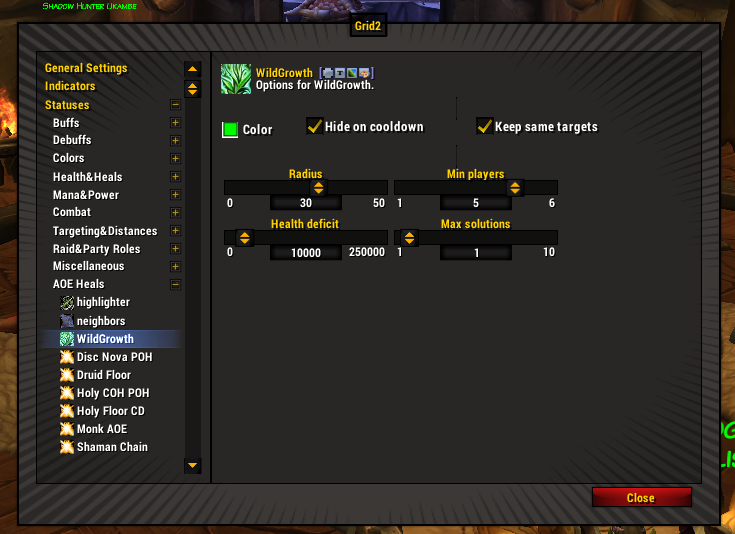 Shadow Hunter Ukambe
Grid2
General Settings
Indicators
Statuses
Buffs
Debuffs
Colors
Health&Heals
Mana&Power
Combat
Targeting&Distances
Raid&Party Roles
Miscellaneous
AOE Heals
highlighter
neighbors
WildGrowth
Disc Nova POH
Druid Floor
Holy COH POH
Holy Floor CD
Monk AOE
Shaman Chain
WildGrowth
Options for WildGrowth.
Color
Hide on cooldown
Keep same targets
Radius
0 30 50
Min players
1 5 6
Health deficit
0 10000 250000
Max solutions
1 1 10
Close